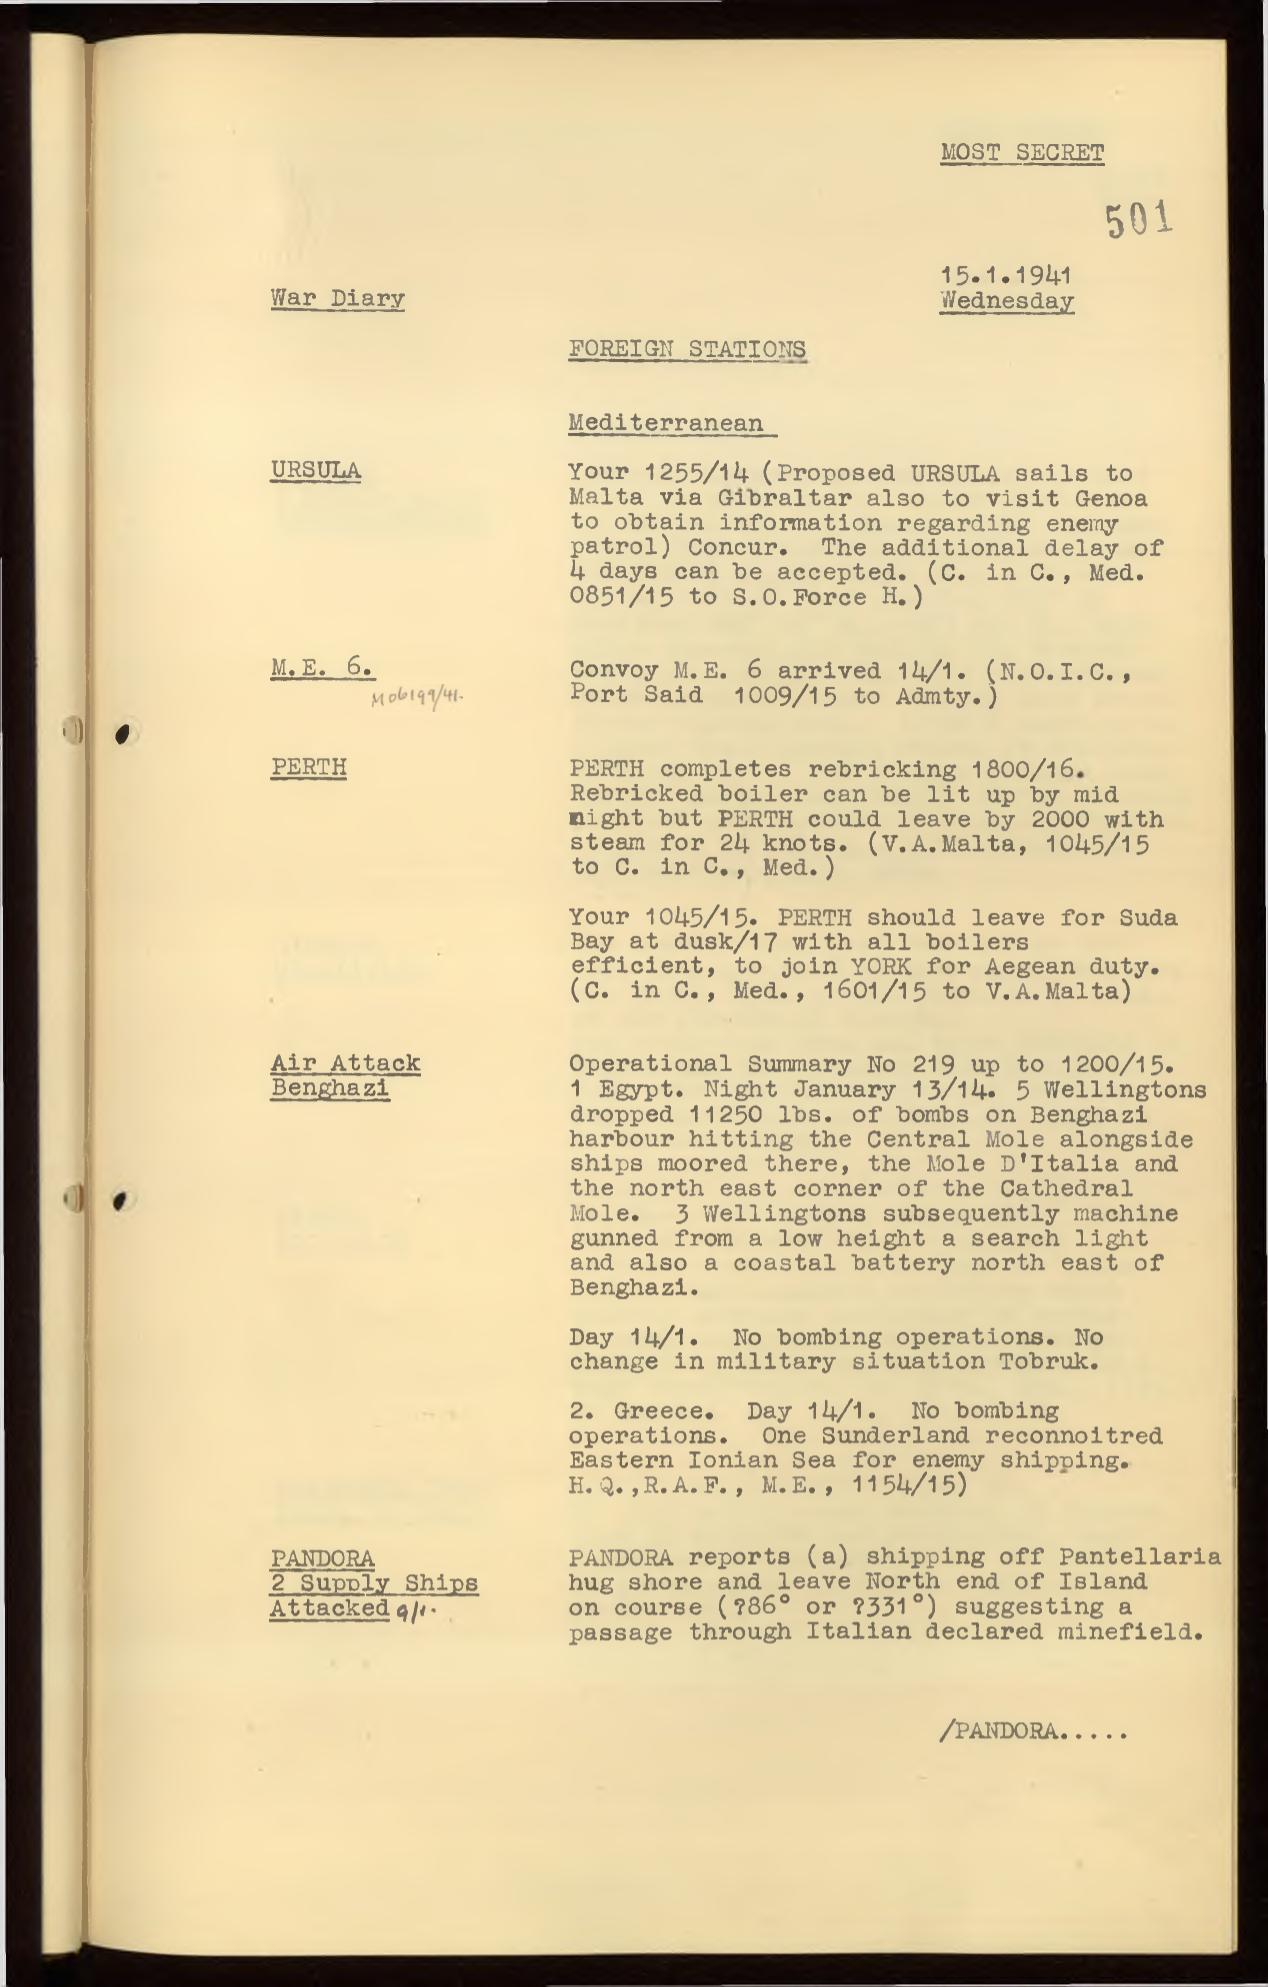 MOST SECRET
501
15.1.1941
War Diary
Wednesday
FOREIGN STATIONS
Mediterranean
URSULA
Your 1255/14 (Proposed URSULA sails to
Malta via Gibraltar also to visit Genoa
to obtain information regarding enemy
patrol) Concur. The additional delay of
4 days can be accepted. (C. in C., Med.
0851/15 to S.O.Force H.)
M.E. 6.
M06199/41.
Convoy M.E. 6 arrived 14/1. (N.O.I.C.,
Port Said 1009/15 to Admty.)
PERTH
PERTH completes rebricking 1800/16.
Rebricked boiler can be lit up by mid
night but PERTH could leave by 2000 with
steam for 24 knots. (V.A.Malta, 1045/15
to C. in C., Med.)
Your 1045/15. PERTH should leave for Suda
Bay at dusk/17 with all boilers
efficient, to join YORK for Aegean duty.
(C. in C., Med., 1601/15 to V.A.Malta)
Air Attack
Benghazi
Operational Summary No 219 up to 1200/15.
1 Egypt. Night January 13/14. 5 Wellingtons
dropped 11250 lbs. of bombs on Benghazi
harbour hitting the Central Mole alongside
ships moored there, the Mole D'Italia and
the north east corner of the Cathedral
Mole. 3 Wellingtons subsequently machine
gunned from a low height a search light
and also a coastal battery north east of
Benghazi.
Day 14/1. No bombing operations. No
change in military situation Tobruk.
2. Greece. Day 14/1. No bombing
operations. One Sunderland reconnoitred
Eastern Ionian Sea for enemy shipping.
H.Q.,R.A.F., M.E., 1154/15)
PANDORA
2 Supply Ships
Attacked 9/1.
PANDORA reports (a) shipping off Pantellaria
hug shore and leave North end of Island
on course (?86° or ?331°) suggesting a
passage through Italian declared minefield.
/PANDORA.....